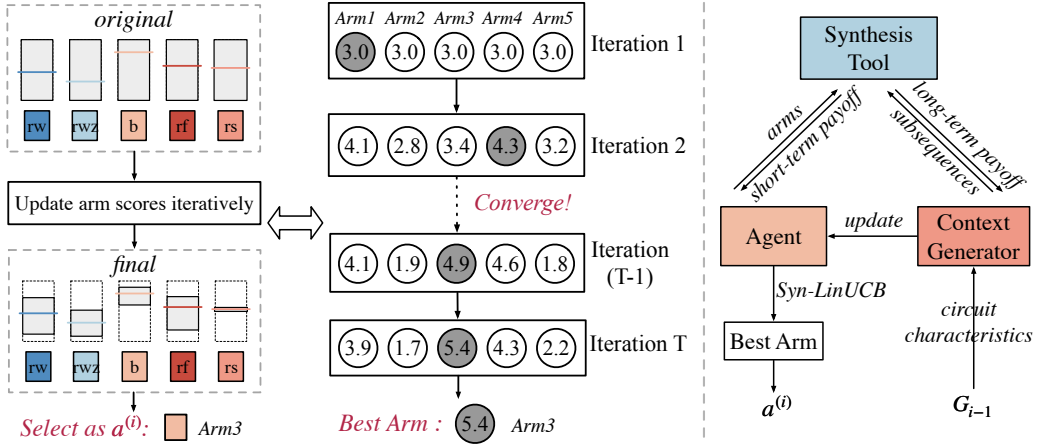 original
rw rwz b rf rs
Update arm scores iteratively
final
rw rwz b rf rs
Select as a^(i): Arm3
Arm1 Arm2 Arm3 Arm4 Arm5
3.0 3.0 3.0 3.0 3.0 Iteration 1
4.1 2.8 3.4 4.3 3.2 Iteration 2
Converge!
4.1 1.9 4.9 4.6 1.8 Iteration
(T-1)
3.9 1.7 5.4 4.3 2.2 Iteration T
Best Arm : 5.4 Arm3
Synthesis
Tool
arms
short-term payoff
long-term payoff
subsequences
Agent
update
Context
Generator
Syn-LinUCB
circuit
characteristics
Best Arm
a^(i)
G_{i−1}